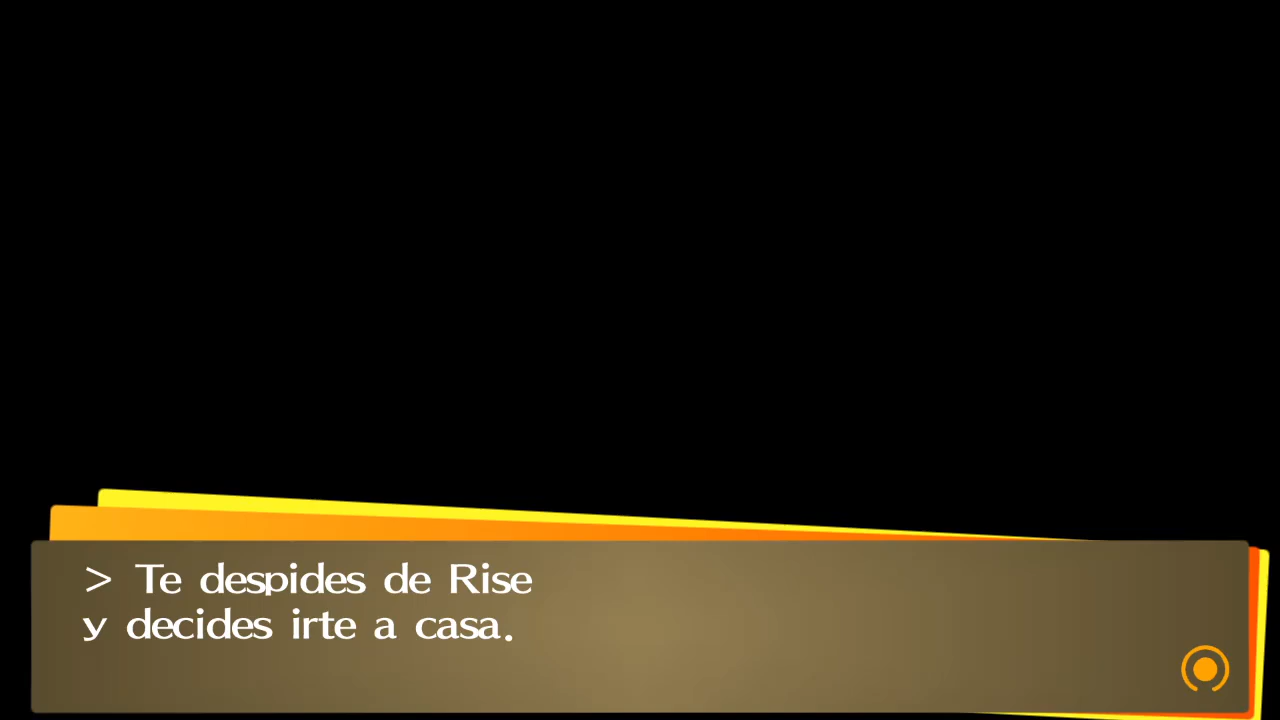 > Te despides de Rise
y decides irte a casa.